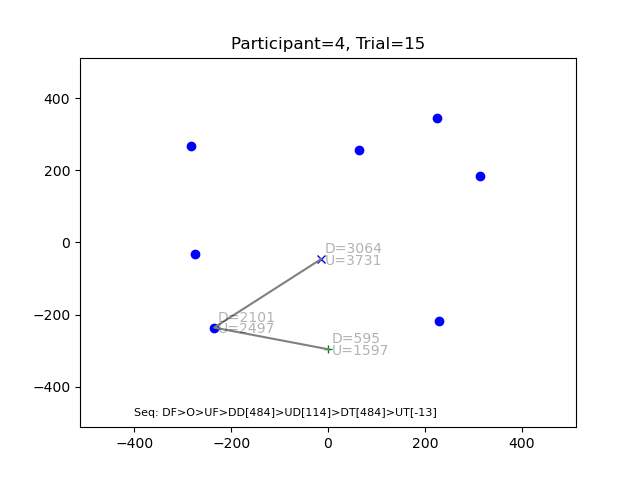 Participant=4, Trial=15
400
200
0
−200
−400
D=3064
U=3731
D=2101
U=2497
D=595
U=1597
Seq: DF>O>UF>DD[484]>UD[114]>DT[484]>UT[-13]
−400 −200 0 200 400